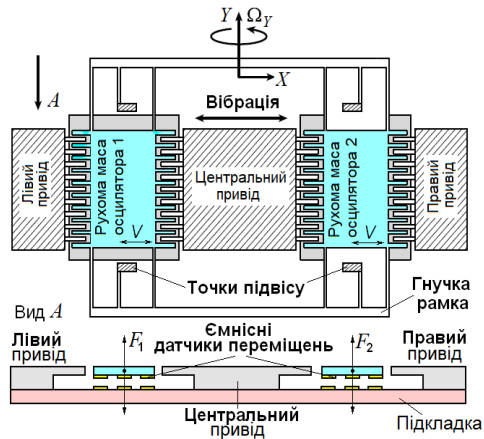 Y
Ω_Y
X
A
Вібрація
Лівий
привід
Рухома маса
осцилятора 1
V
Центральний
привід
Рухома маса
осцилятора 2
V
Правий
привід
Точки підвісу
Гнучка
рамка
Вид A
Лівий
привід
F₁
Ємнісні
датчики переміщень
F₂
Правий
привід
Центральний
привід
Підкладка